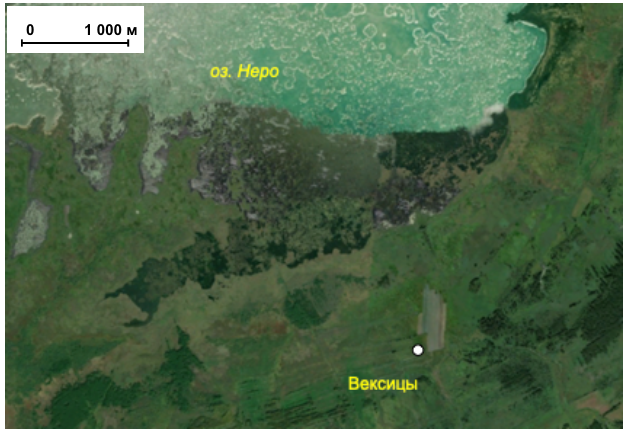 0 1 000 м
оз. Неро
Вексицы